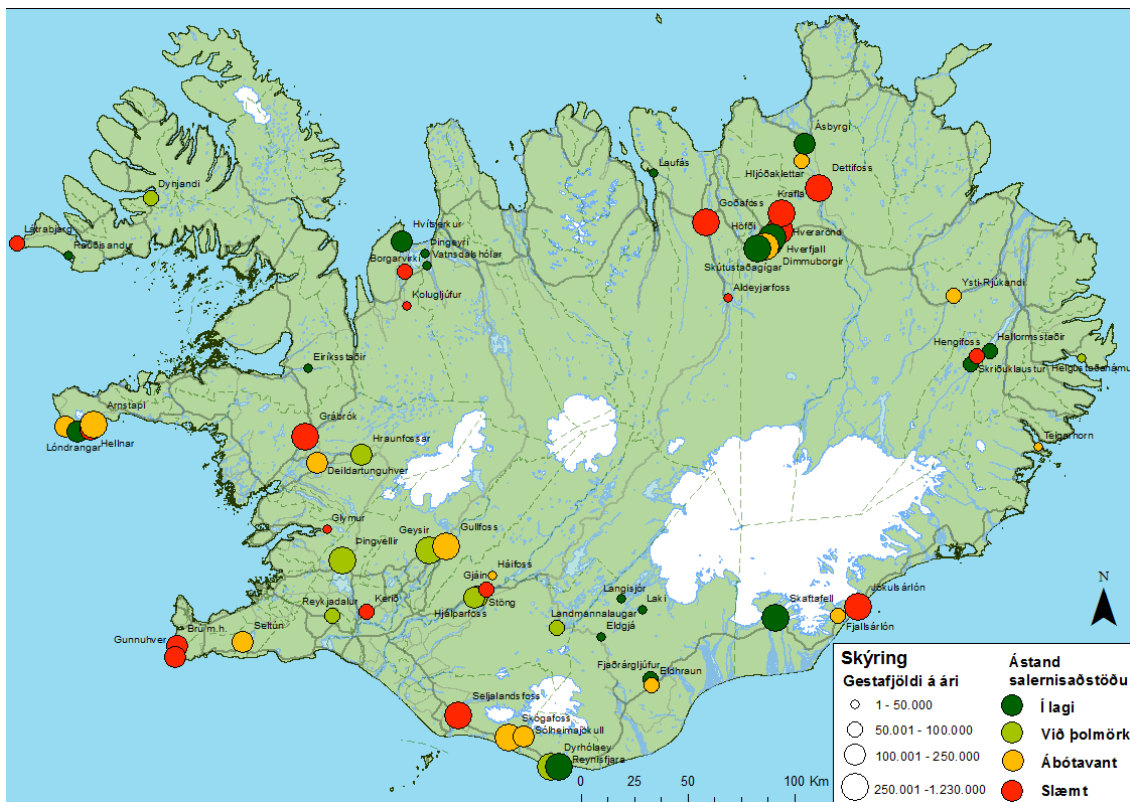 Ásbyrgi
Laufás
Hljóðaklettar
Dettifoss
Dynjandi
Krafla
Goðafoss
Látrabjarg
Hvítserkur
Höfði
Hverarönd
Rauðisandur
Þingeyri
Hverfjall
Borgarvirki
Vatnsdalshólar
Dimmuborgir
Skútustaðagígar
Ysti-Rjúkandi
Kolugljúfur
Aldeyjarfoss
Hengifoss
Hallormsstaðir
Eiríksstaðir
Helgustaðanámu
Skriðuklaustur
Arnstapi
Grábrók
Hraunfossar
Lóndrangar
Hellnar
Teigarhorn
Deildartunguhver
Glymur
Geysir
Gullfoss
Þingvellir
Háifoss
Gjáin
Reykjadalur
Kerið
Hjálparfoss
Stöng
Langisjór
Laki
Skaftafell
Jökulsárlón
Landmannalaugar
Gunnuhver
Brú m.h.
Seltún
Eldgjá
Fjallsárlón
Fjaðrárgljúfur
Eldhraun
Seljalandsfoss
Skógafoss
Sólheimajökull
Dyrhólaey
Reynisfjara
N
0 25 50 100 Km
Skýring
Gestafjöldi á ári
1 - 50.000
50.001 - 100.000
100.001 - 250.000
250.001 -1.230.000
Ástand
salernisaðstöðu
Í lagi
Við þolmörk
Ábótavant
Slæmt